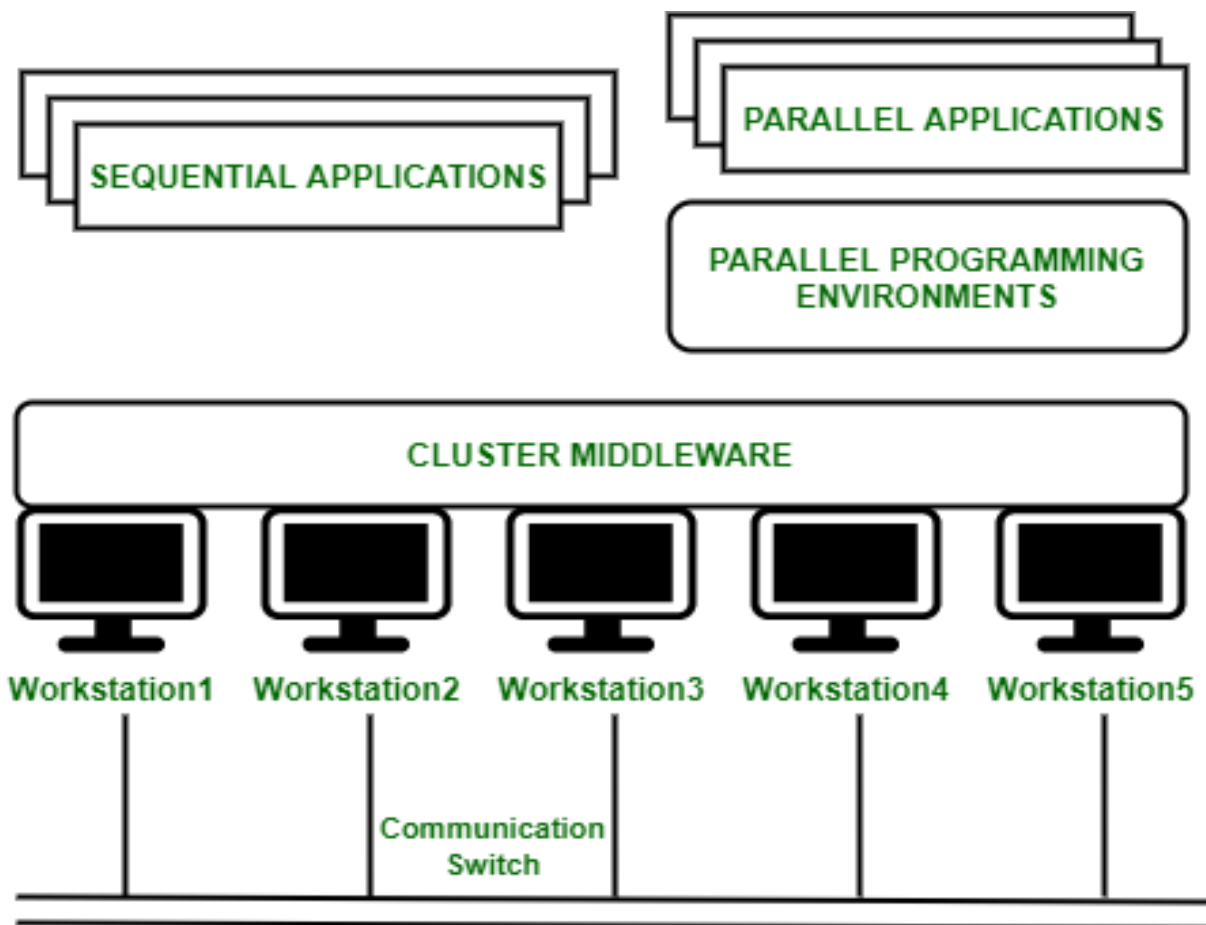 SEQUENTIAL APPLICATIONS
PARALLEL APPLICATIONS
PARALLEL PROGRAMMING
ENVIRONMENTS
CLUSTER MIDDLEWARE
Workstation1 Workstation2 Workstation3 Workstation4 Workstation5
Communication
Switch